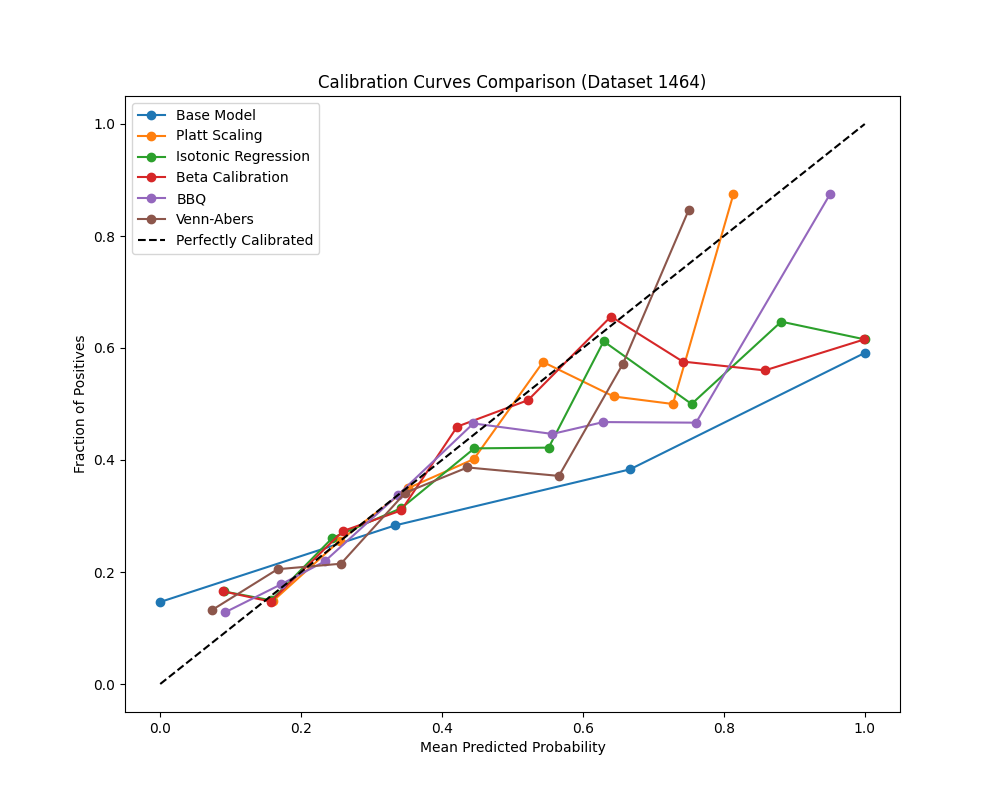 Calibration Curves Comparison (Dataset 1464)
Base Model
Platt Scaling
Isotonic Regression
Beta Calibration
BBQ
Venn-Abers
Perfectly Calibrated
Fraction of Positives
1.0
0.8
0.6
0.4
0.2
0.0
0.0 0.2 0.4 0.6 0.8 1.0
Mean Predicted Probability